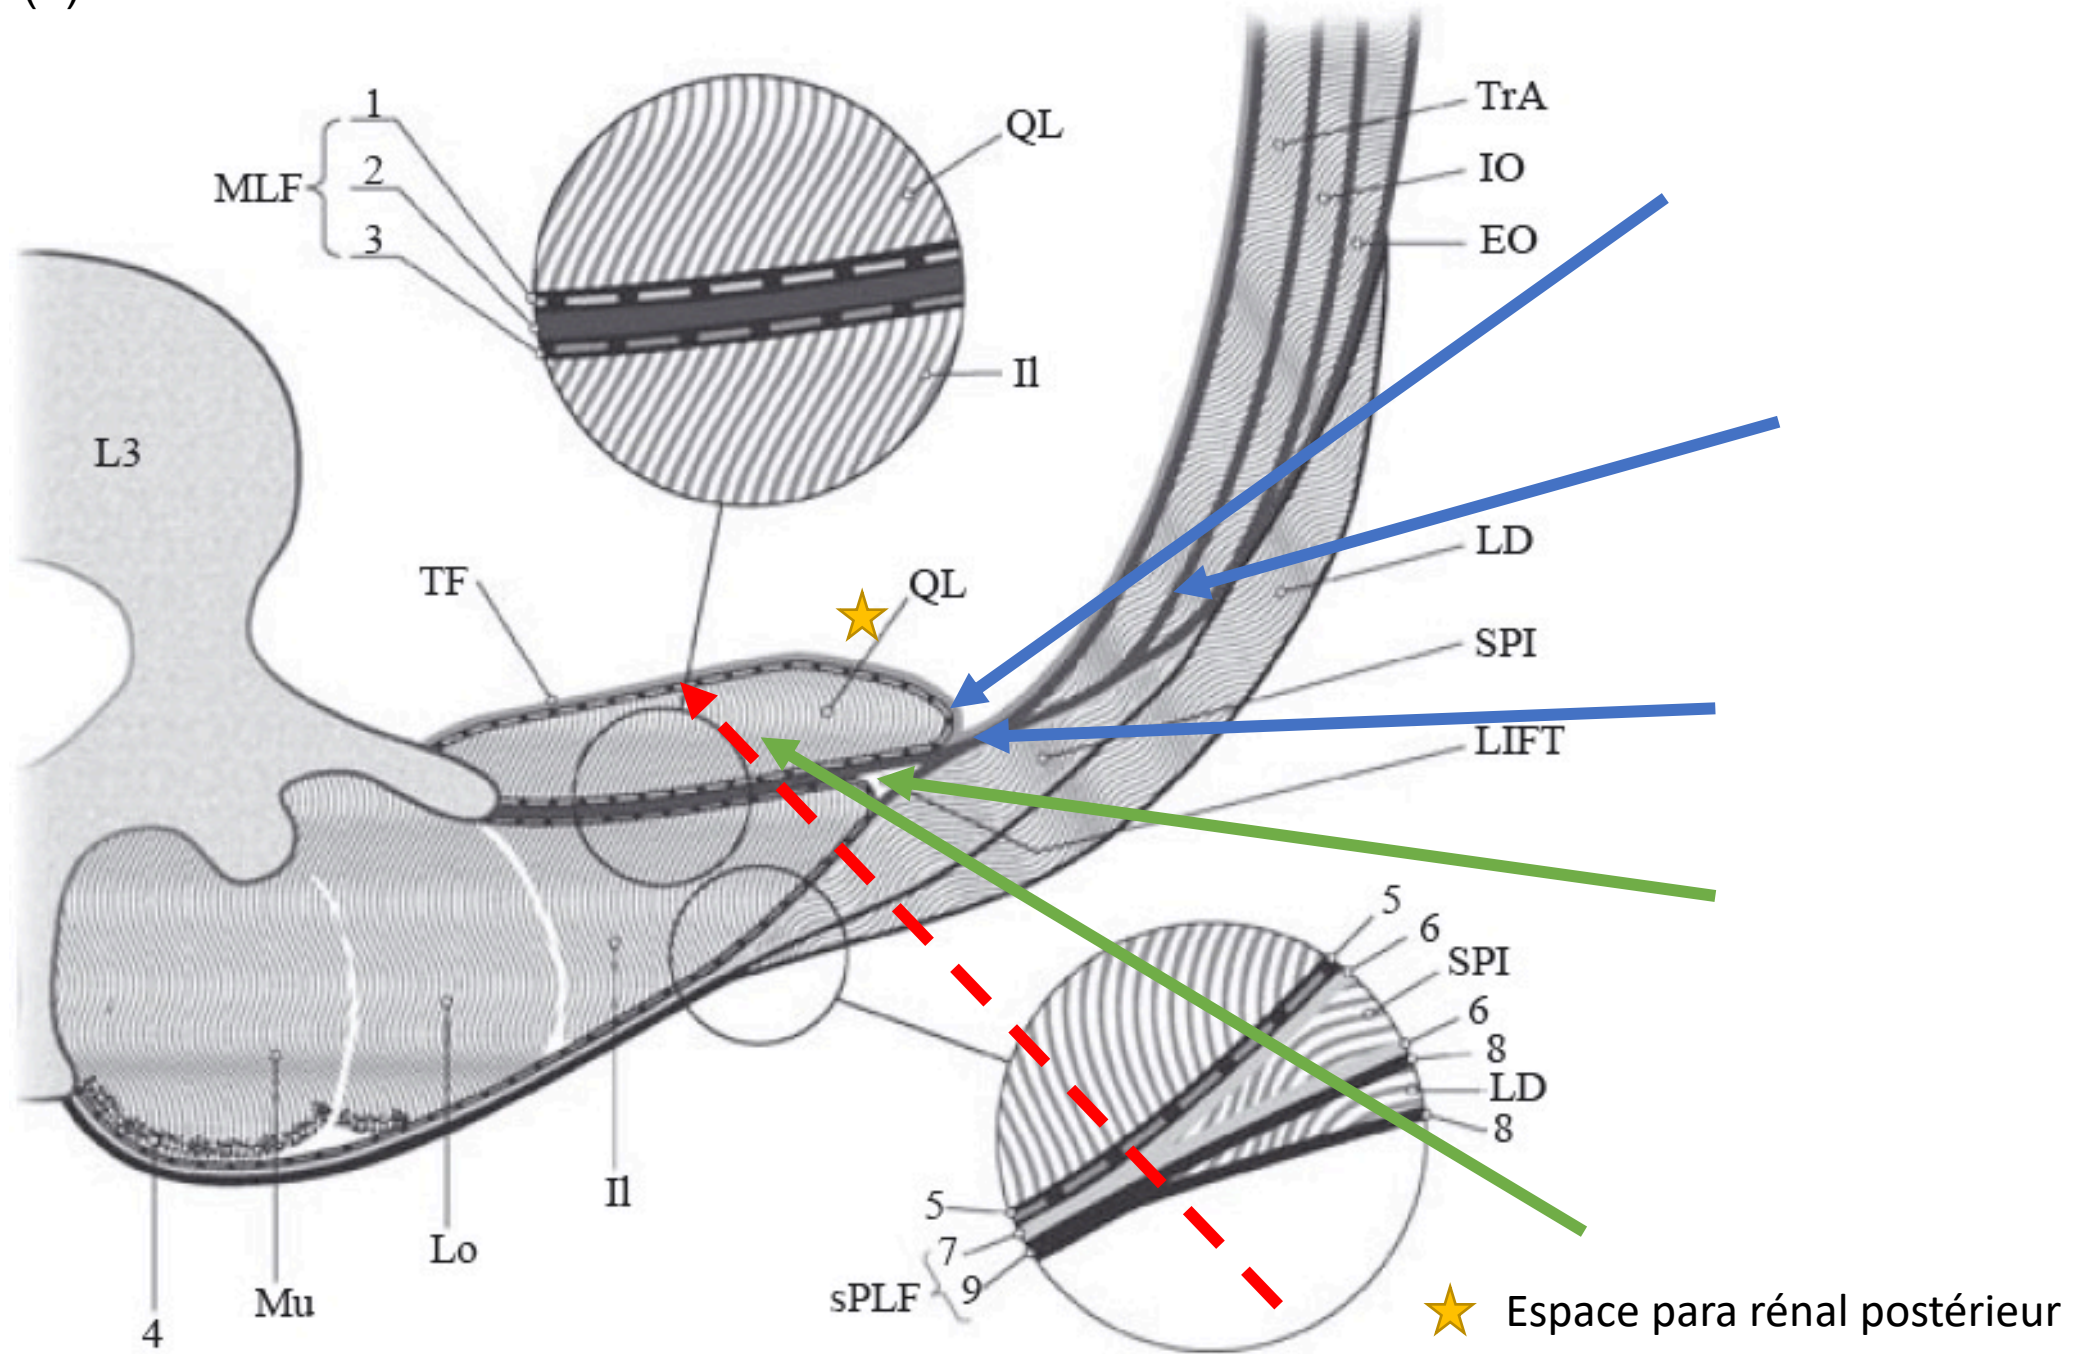 1
2
3
MLF
QL
Il
TrA
IO
EO
L3
TF
QL
LD
SPI
LIFT
5
6
SPI
6
8
LD
8
5
7
9
sPLF
Il
Lo
Mu
4
Espace para rénal postérieur